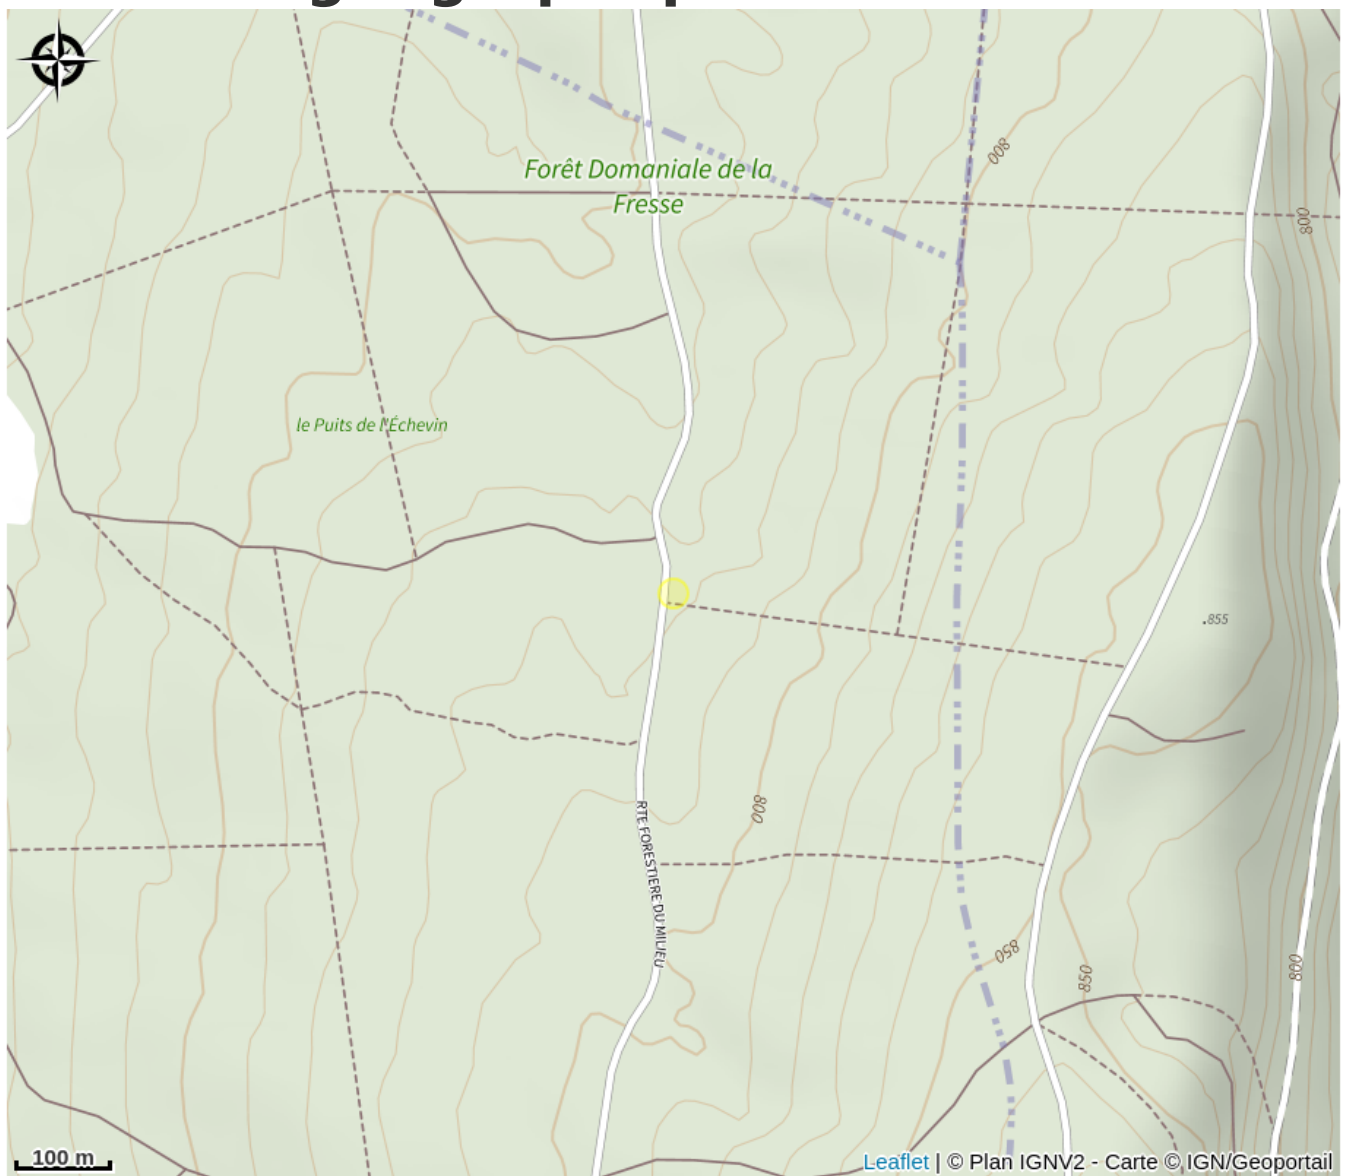 800
Forêt Domaniale de la
Fresse
800
le Puits de l'Échevin
.855
800
RTE FORESTIERE DU MILIEU
850
850
800
100 m
Leaflet | © Plan IGNV2 - Carte © IGN/Geoportail